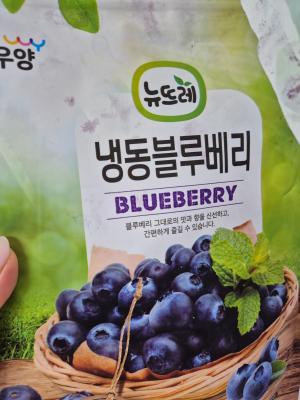 우양
뉴뜨레
냉동블루베리
BLUEBERRY
블루베리 그대로의 맛과 향을 신선하고,
간편하게 즐길 수 있습니다.